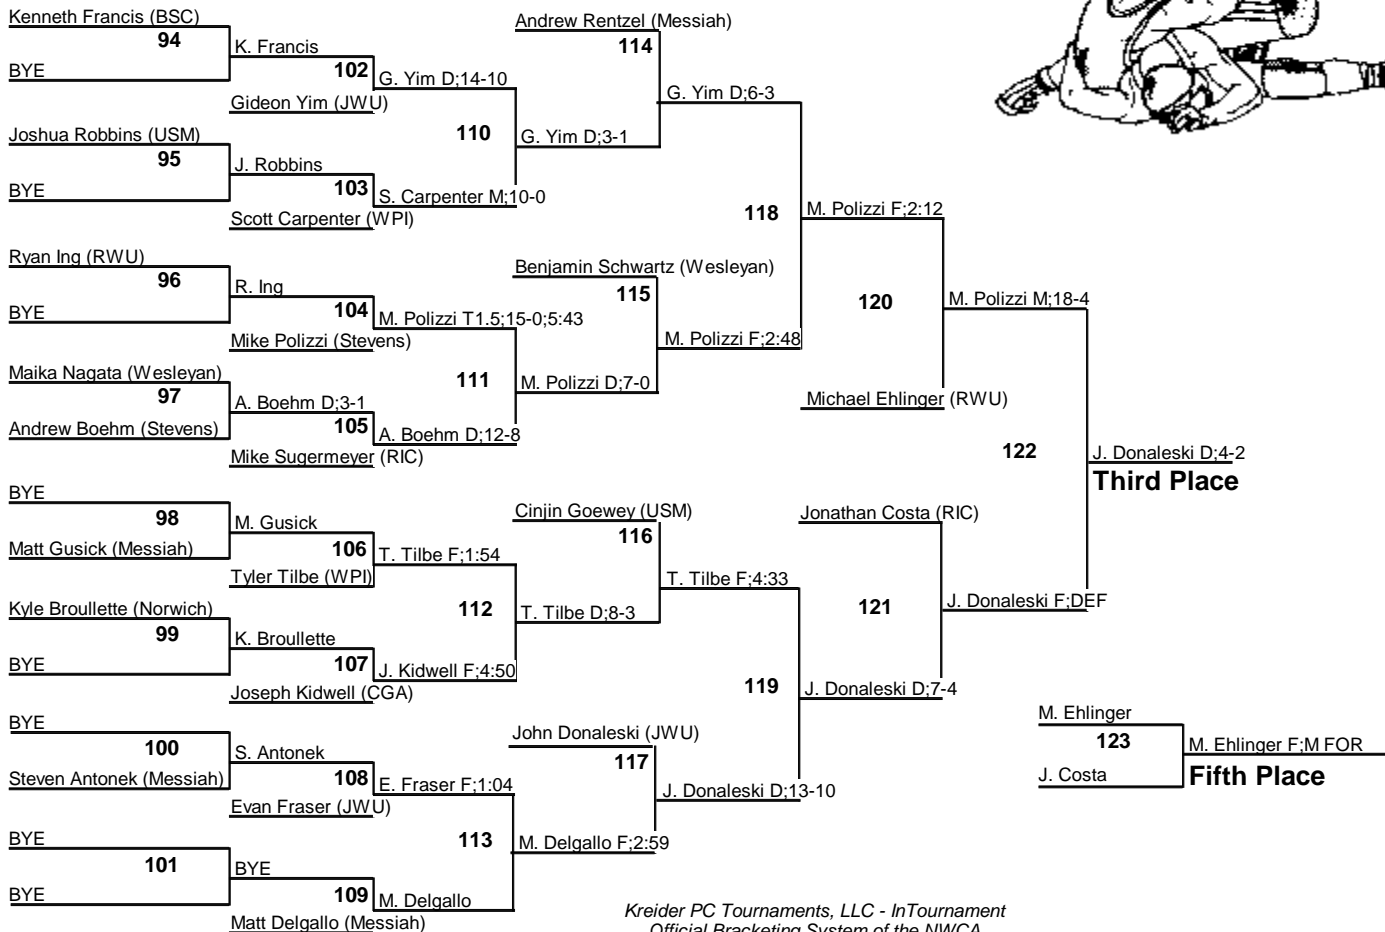 Kenneth Francis (BSC)
94
BYE
K. Francis
102
Gideon Yim (JWU)
G. Yim D;14-10
Joshua Robbins (USM)
95
BYE
J. Robbins
103
Scott Carpenter (WPI)
S. Carpenter M;10-0
110
G. Yim D;3-1
Andrew Rentzel (Messiah)
114
G. Yim D;6-3
Ryan Ing (RWU)
96
BYE
R. Ing
104
Mike Polizzi (Stevens)
M. Polizzi T1.5;15-0;5:43
Maika Nagata (Wesleyan)
97
Andrew Boehm (Stevens)
A. Boehm D;3-1
105
Mike Sugermeyer (RIC)
A. Boehm D;12-8
111
M. Polizzi D;7-0
Benjamin Schwartz (Wesleyan)
115
M. Polizzi F;2:48
118
M. Polizzi F;2:12
120
Michael Ehlinger (RWU)
M. Polizzi M;18-4
BYE
98
Matt Gusick (Messiah)
M. Gusick
106
Tyler Tilbe (WPI)
T. Tilbe F;1:54
Kyle Broullette (Norwich)
99
BYE
K. Broullette
107
Joseph Kidwell (CGA)
J. Kidwell F;4:50
112
T. Tilbe D;8-3
Cinjin Goewey (USM)
116
T. Tilbe F;4:33
BYE
100
Steven Antonek (Messiah)
S. Antonek
108
Evan Fraser (JWU)
E. Fraser F;1:04
BYE
101
BYE
BYE
109
Matt Delgallo (Messiah)
M. Delgallo
113
M. Delgallo F;2:59
John Donaleski (JWU)
117
J. Donaleski D;13-10
119
J. Donaleski D;7-4
Jonathan Costa (RIC)
121
J. Donaleski F;DEF
122
J. Donaleski D;4-2
Third Place
M. Ehlinger
123
J. Costa
M. Ehlinger F;M FOR
Fifth Place
Kreider PC Tournaments, LLC - InTournament
Official Bracketing System of the NWCA